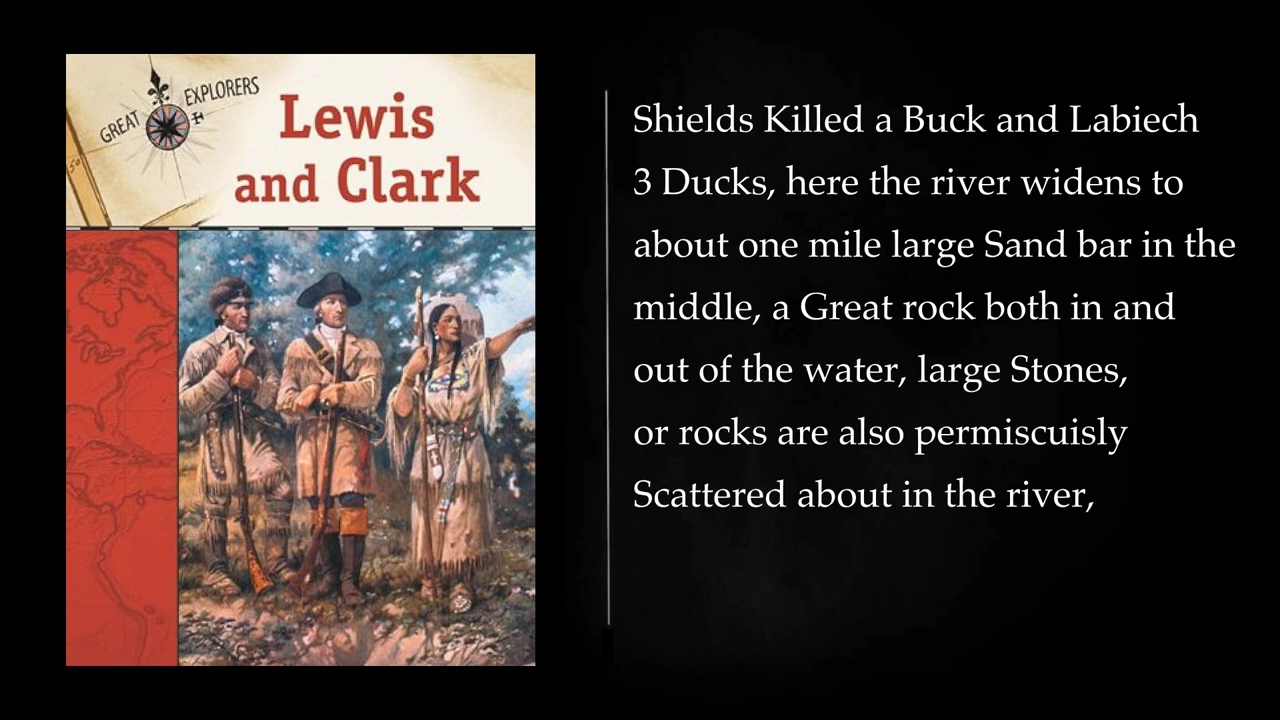 GREAT EXPLORERS
Lewis
and Clark
Shields Killed a Buck and Labiech
3 Ducks, here the river widens to
about one mile large Sand bar in the
middle, a Great rock both in and
out of the water, large Stones,
or rocks are also permiscuisly
Scattered about in the river,